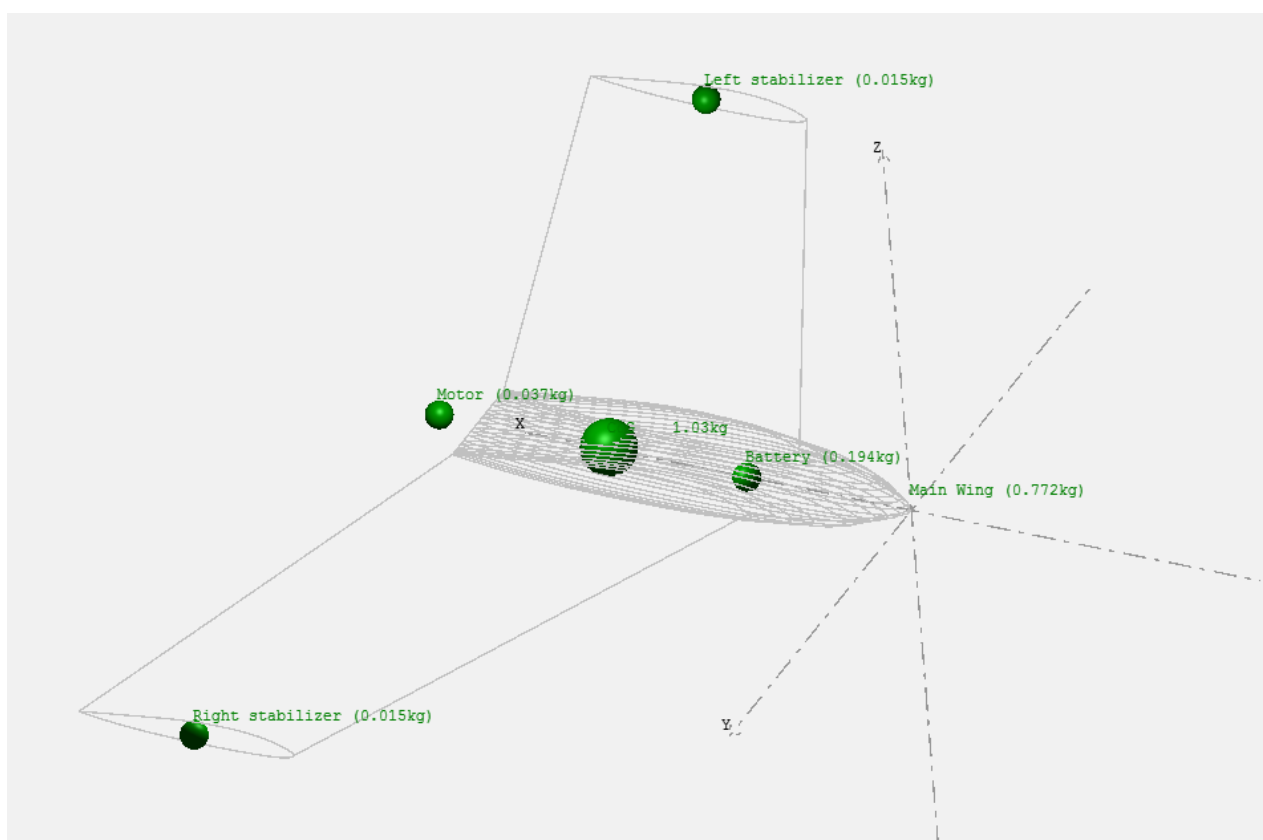 Left stabilizer (0.015kg)
Z
Motor (0.037kg)
X
1.03kg
Battery (0.194kg)
Main Wing (0.772kg)
Right stabilizer (0.015kg)
Y